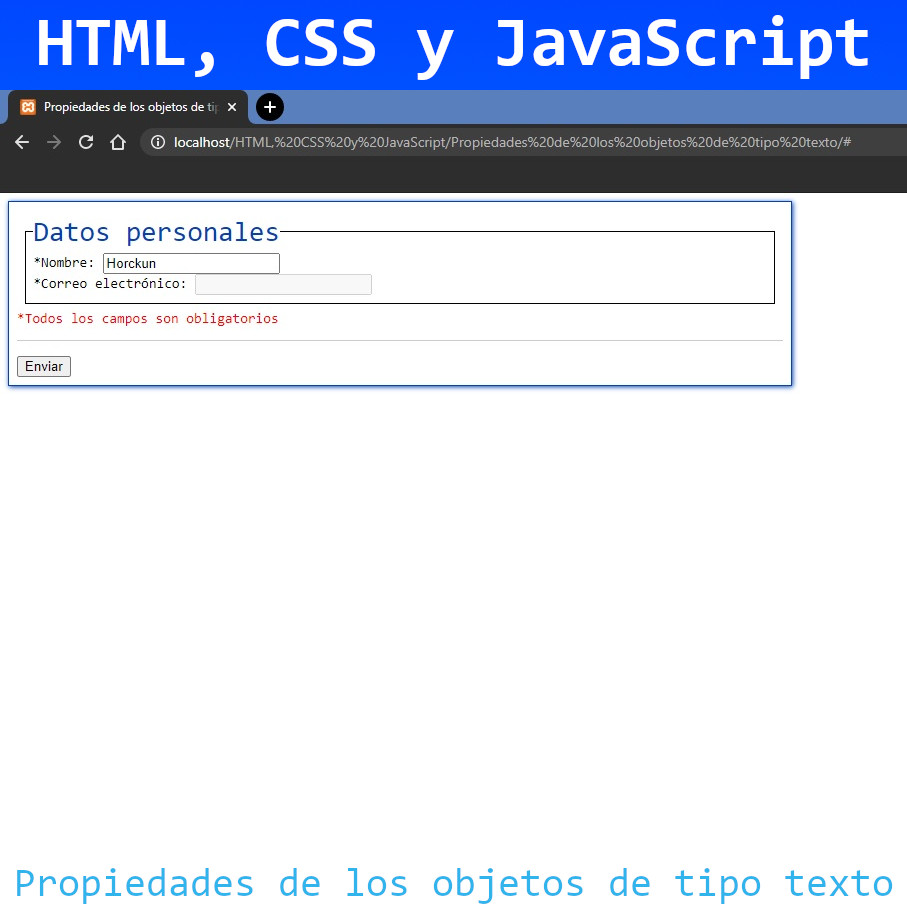 HTML, CSS y JavaScript
Propiedades de los objetos de tip
localhost/HTML,%20CSS%20y%20JavaScript/Propiedades%20de%20los%20objetos%20de%20tipo%20texto/#
Datos personales
*Nombre: Horckun
*Correo electrónico:
*Todos los campos son obligatorios
Enviar
Propiedades de los objetos de tipo texto